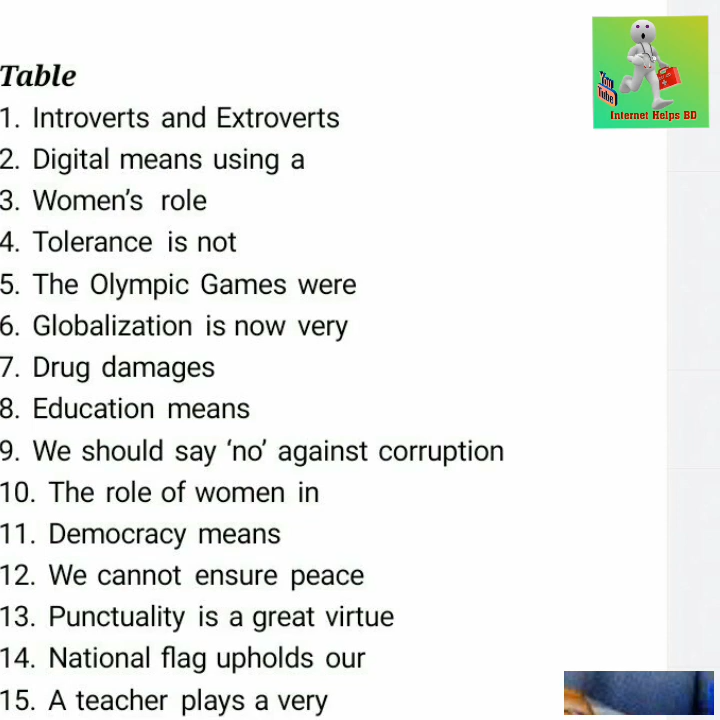 Table
1. Introverts and Extroverts
2. Digital means using a
3. Women's role
4. Tolerance is not
5. The Olympic Games were
6. Globalization is now very
7. Drug damages
8. Education means
9. We should say ‘no’ against corruption
10. The role of women in
11. Democracy means
12. We cannot ensure peace
13. Punctuality is a great virtue
14. National flag upholds our
15. A teacher plays a very
You
Tube
Internet Helps BD